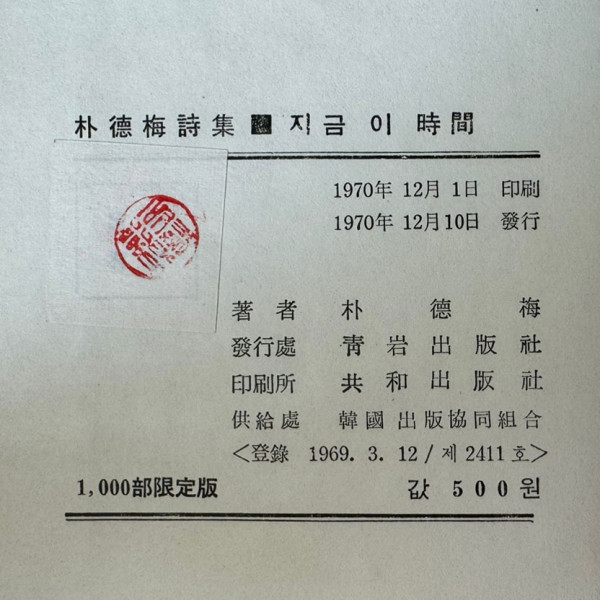 朴德梅詩集 ■ 지금 이 時間
1970年 12月 1日 印刷
1970年 12月10日 發行
著者 朴德梅
發行處 靑岩出版社
印刷所 共和出版社
供給處 韓國出版協同組合
<登錄 1969. 3. 12 / 제 2411 호>
1,000部限定版 값 500원